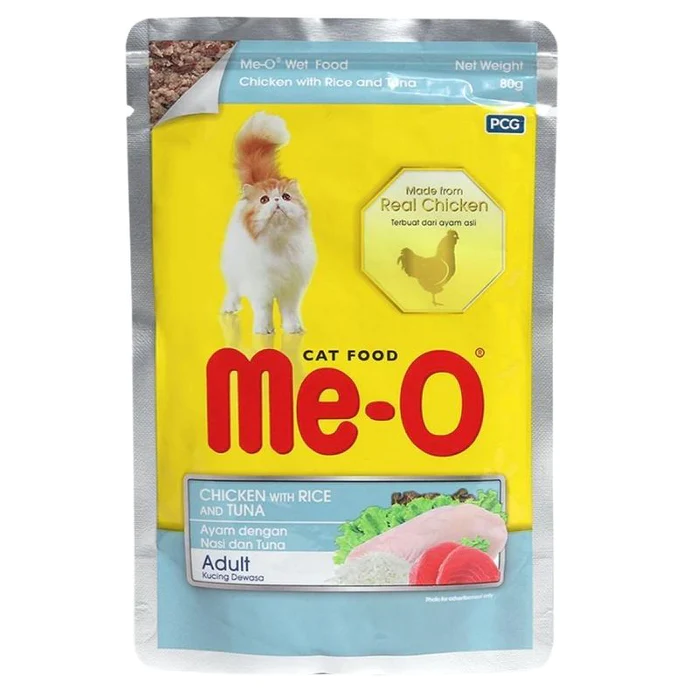 Me-O® Wet Food
Net Weight
Chicken with Rice and Tuna
80g
PCG
Made from
Real Chicken
Terbuat dari ayam asli
CAT FOOD
Me-O®
CHICKEN WITH RICE
AND TUNA
Ayam dengan
Nasi dan Tuna
Adult
Kucing Dewasa